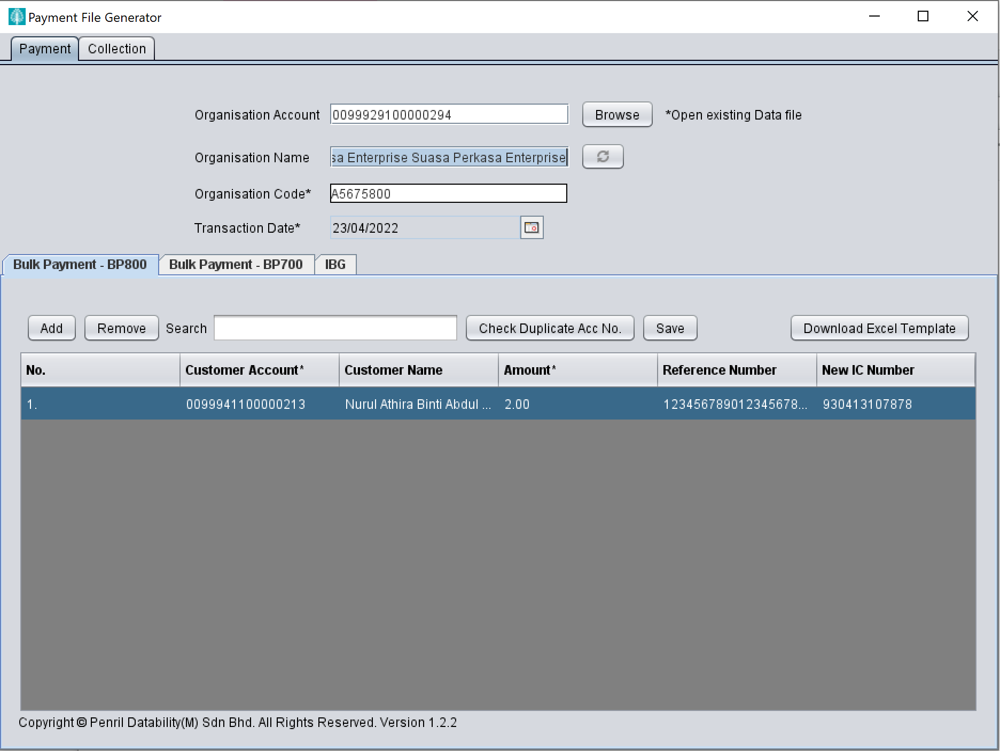 Payment File Generator
Payment Collection
Organisation Account 0099929100000294 Browse *Open existing Data file
Organisation Name sa Enterprise Suasa Perkasa Enterprise
Organisation Code* A5675800
Transaction Date* 23/04/2022
Bulk Payment - BP800 Bulk Payment - BP700 IBG
Add Remove Search Check Duplicate Acc No. Save Download Excel Template
No. Customer Account* Customer Name Amount* Reference Number New IC Number
1. 0099941100000213 Nurul Athira Binti Abdul ... 2.00 123456789012345678... 930413107878
Copyright © Penril Datability(M) Sdn Bhd. All Rights Reserved. Version 1.2.2